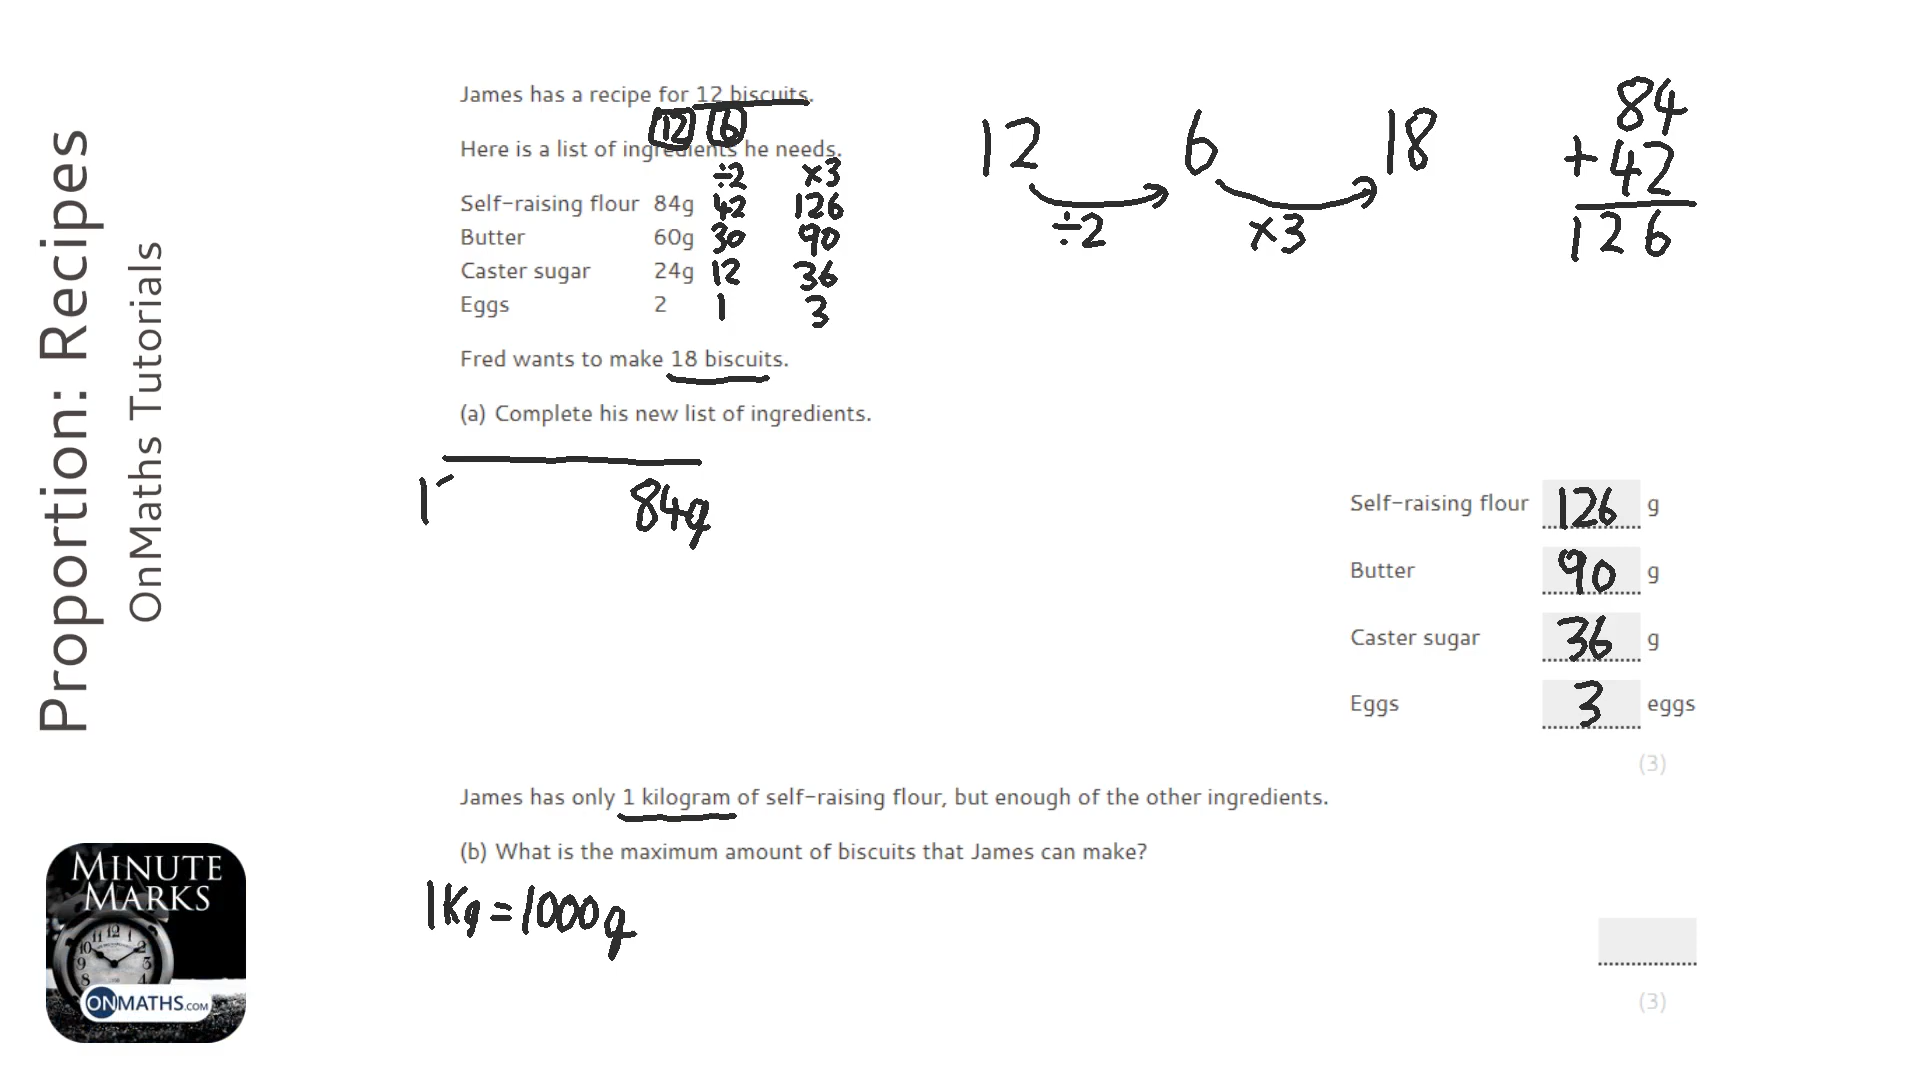 Proportion: Recipes
OnMaths Tutorials
James has a recipe for 12 biscuits.
12 6
Here is a list of ingredients he needs.
÷2 ×3
Self-raising flour 84g 42 126
Butter 60g 30 90
Caster sugar 24g 12 36
Eggs 2 1 3
12 6 18
÷2 ×3
84
+42
126
Fred wants to make 18 biscuits.
(a) Complete his new list of ingredients.
84g
Self-raising flour 126 g
Butter 90 g
Caster sugar 36 g
Eggs 3 eggs
(3)
James has only 1 kilogram of self-raising flour, but enough of the other ingredients.
(b) What is the maximum amount of biscuits that James can make?
1Kg = 1000g
(3)
MINUTE
MARKS
ONMATHS.COM